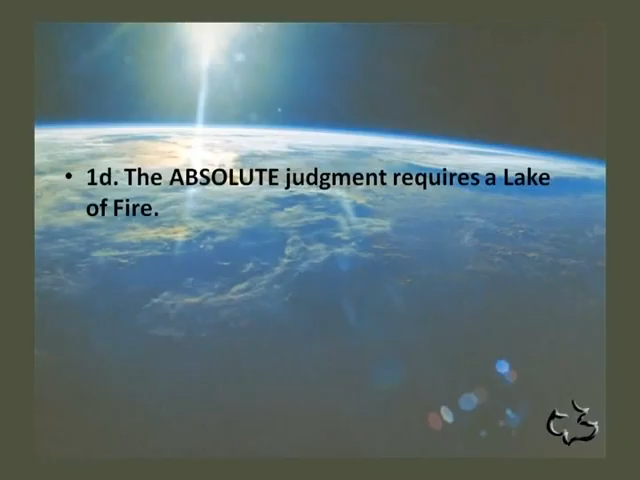 • 1d. The ABSOLUTE judgment requires a Lake
of Fire.